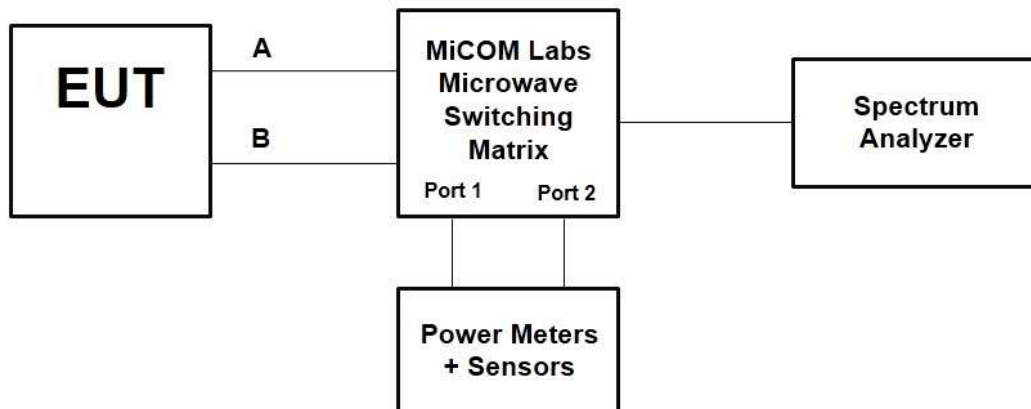 EUT
A
B
MiCOM Labs
Microwave
Switching
Matrix
Port 1
Port 2
Spectrum
Analyzer
Power Meters
+ Sensors